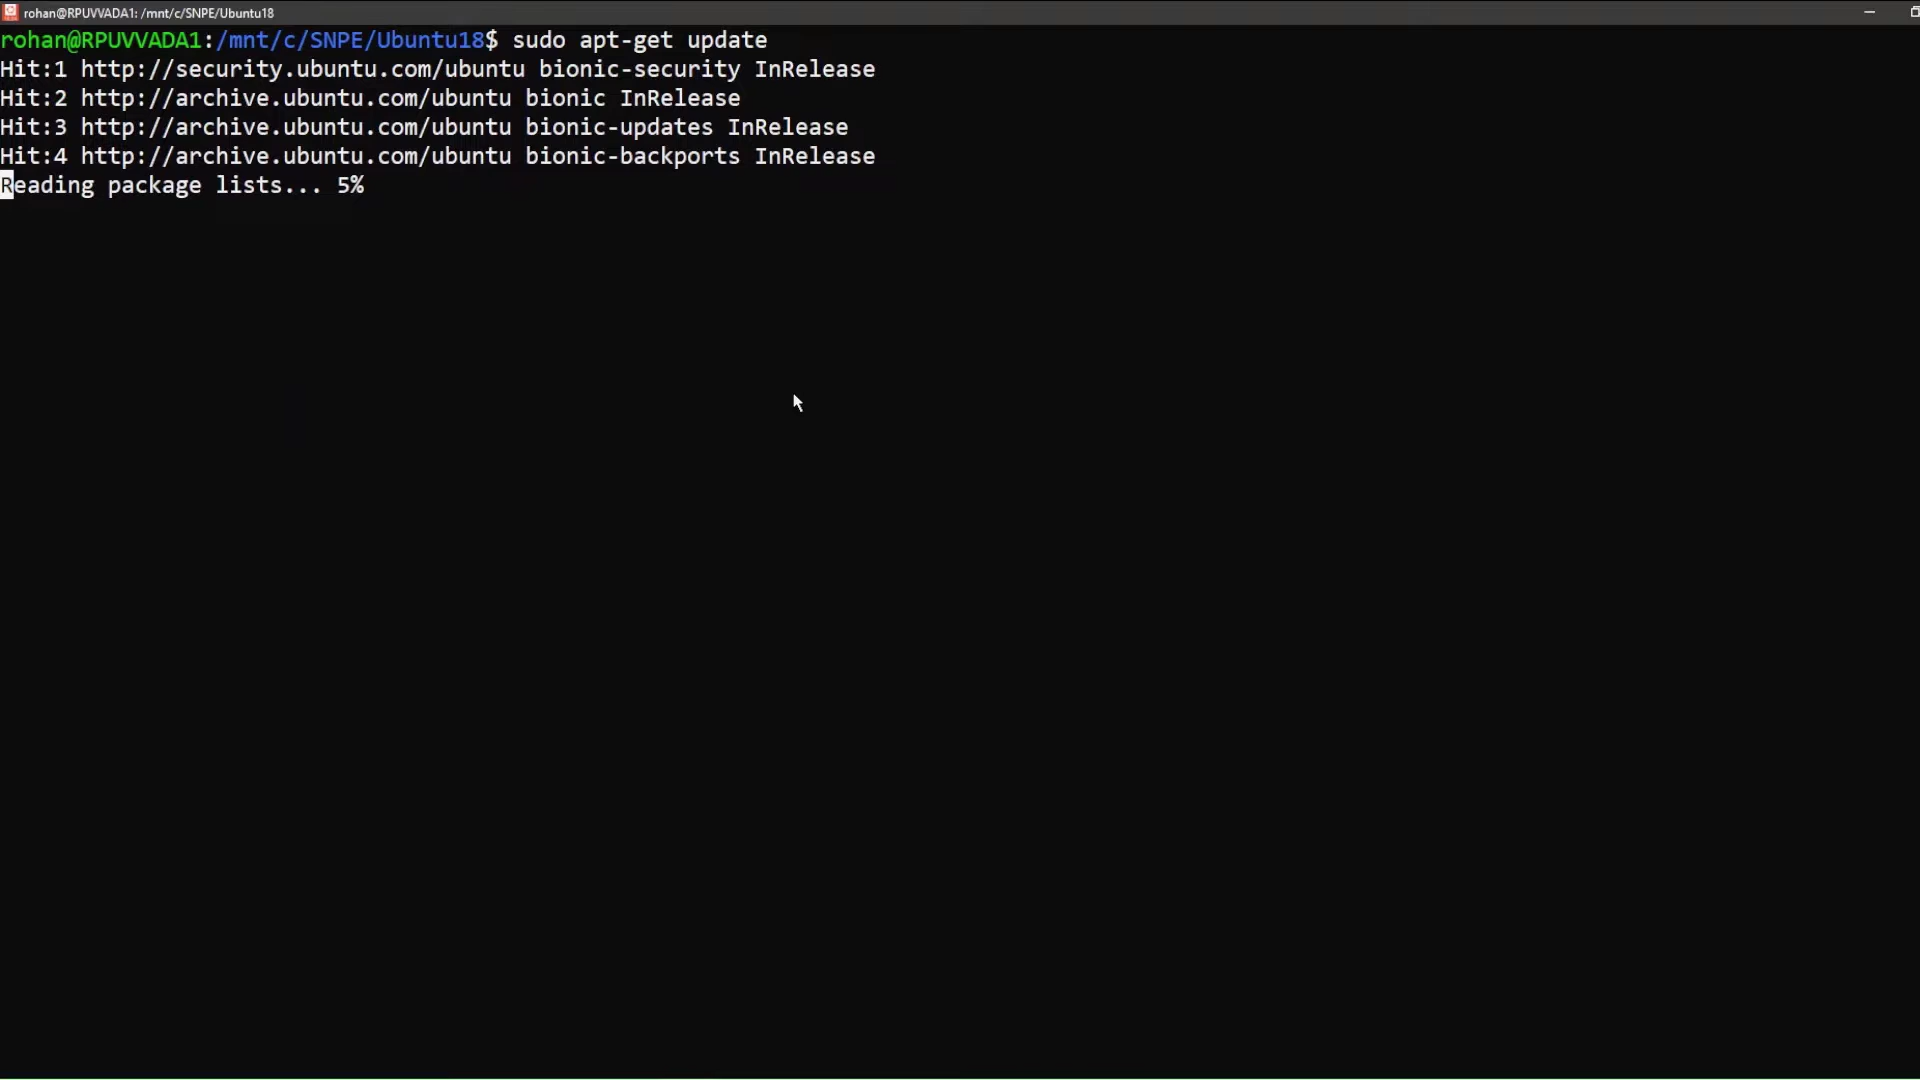 rohan@RPUVVADA1: /mnt/c/SNPE/Ubuntu18
rohan@RPUVVADA1:/mnt/c/SNPE/Ubuntu18$ sudo apt-get update
Hit:1 http://security.ubuntu.com/ubuntu bionic-security InRelease
Hit:2 http://archive.ubuntu.com/ubuntu bionic InRelease
Hit:3 http://archive.ubuntu.com/ubuntu bionic-updates InRelease
Hit:4 http://archive.ubuntu.com/ubuntu bionic-backports InRelease
Reading package lists... 5%